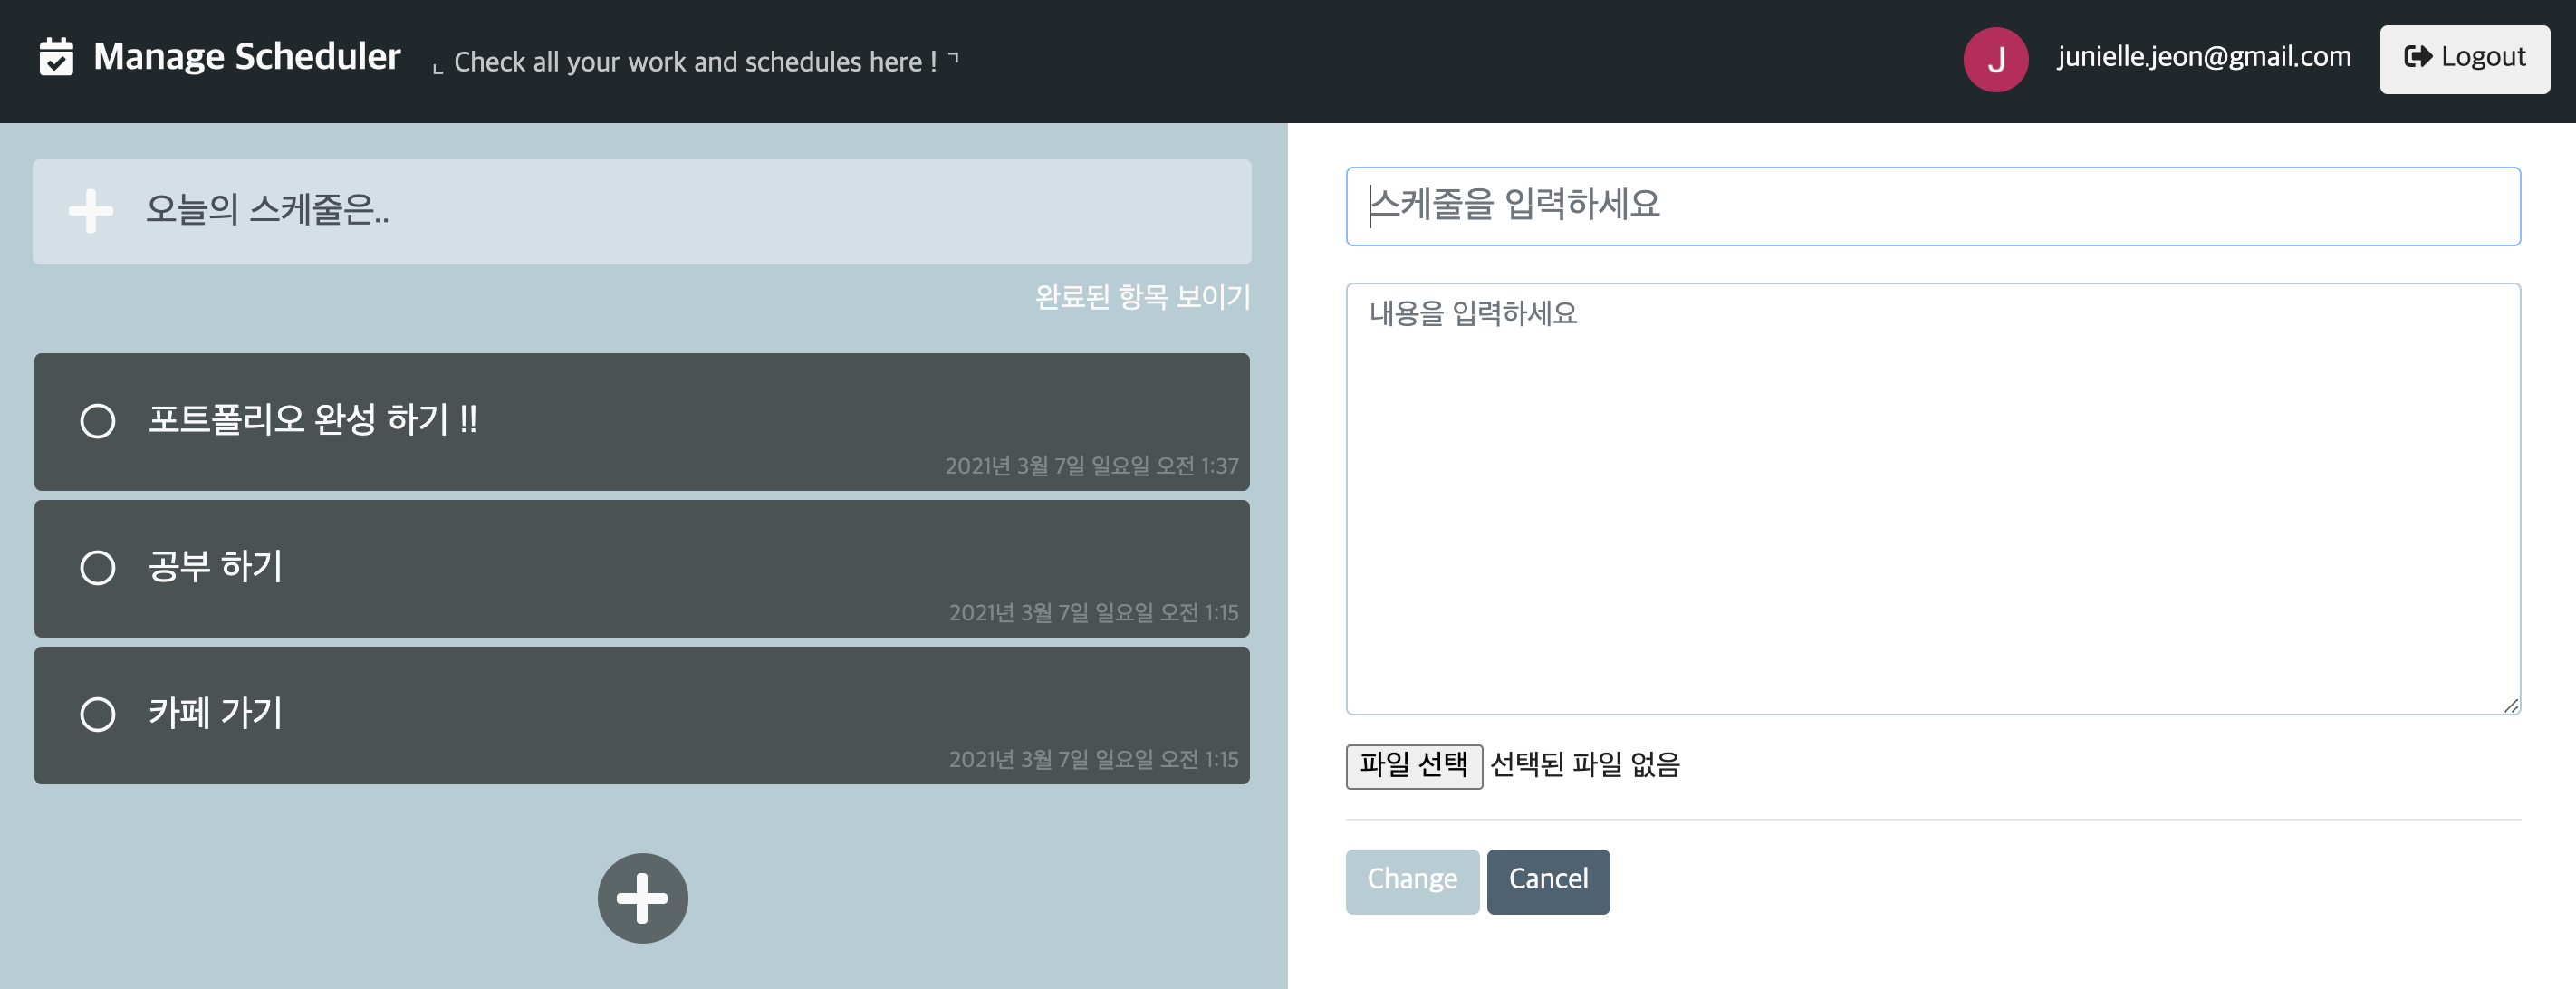 Manage Scheduler ⌞ Check all your work and schedules here ! ⌝
J junielle.jeon@gmail.com Logout
오늘의 스케줄은..
완료된 항목 보이기
포트폴리오 완성 하기 !!
2021년 3월 7일 일요일 오전 1:37
공부 하기
2021년 3월 7일 일요일 오전 1:15
카페 가기
2021년 3월 7일 일요일 오전 1:15
스케줄을 입력하세요
내용을 입력하세요
파일 선택 선택된 파일 없음
Change Cancel